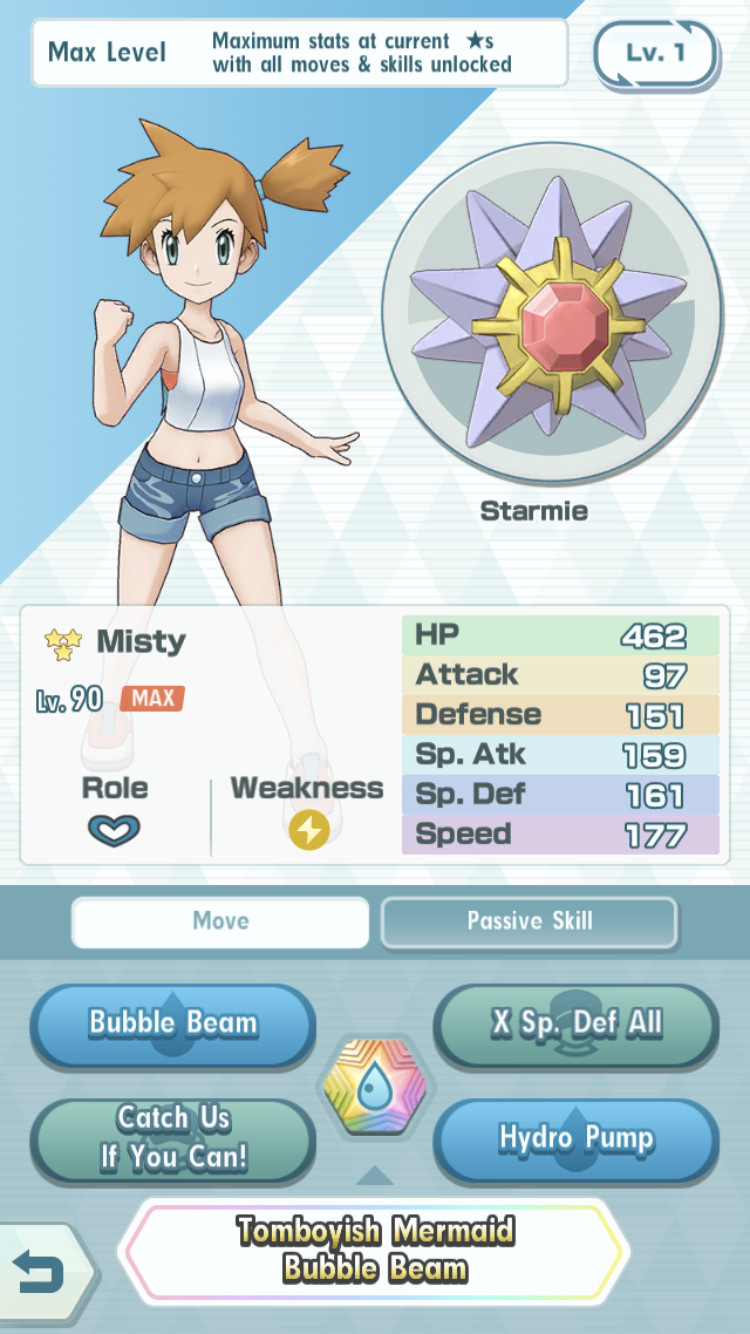 Max Level
Maximum stats at current ★s
with all moves & skills unlocked
Lv. 1
Starmie
Misty
Lv. 90 MAX
Role
Weakness
HP 462
Attack 97
Defense 151
Sp. Atk 159
Sp. Def 161
Speed 177
Move
Passive Skill
Bubble Beam
X Sp. Def All
Catch Us
If You Can!
Hydro Pump
Tomboyish Mermaid
Bubble Beam